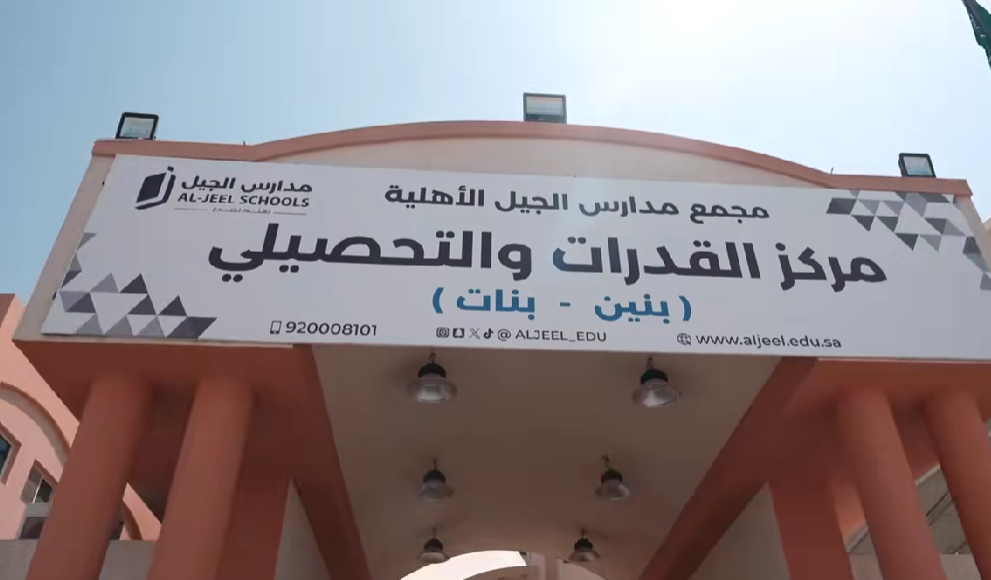 مدارس الجيل
AL-JEEL SCHOOLS
مجمع مدارس الجيل الأهلية
مركز القدرات والتحصيلي
( بنين - بنات )
920008101
@ ALJEEL_EDU
www.aljeel.edu.sa